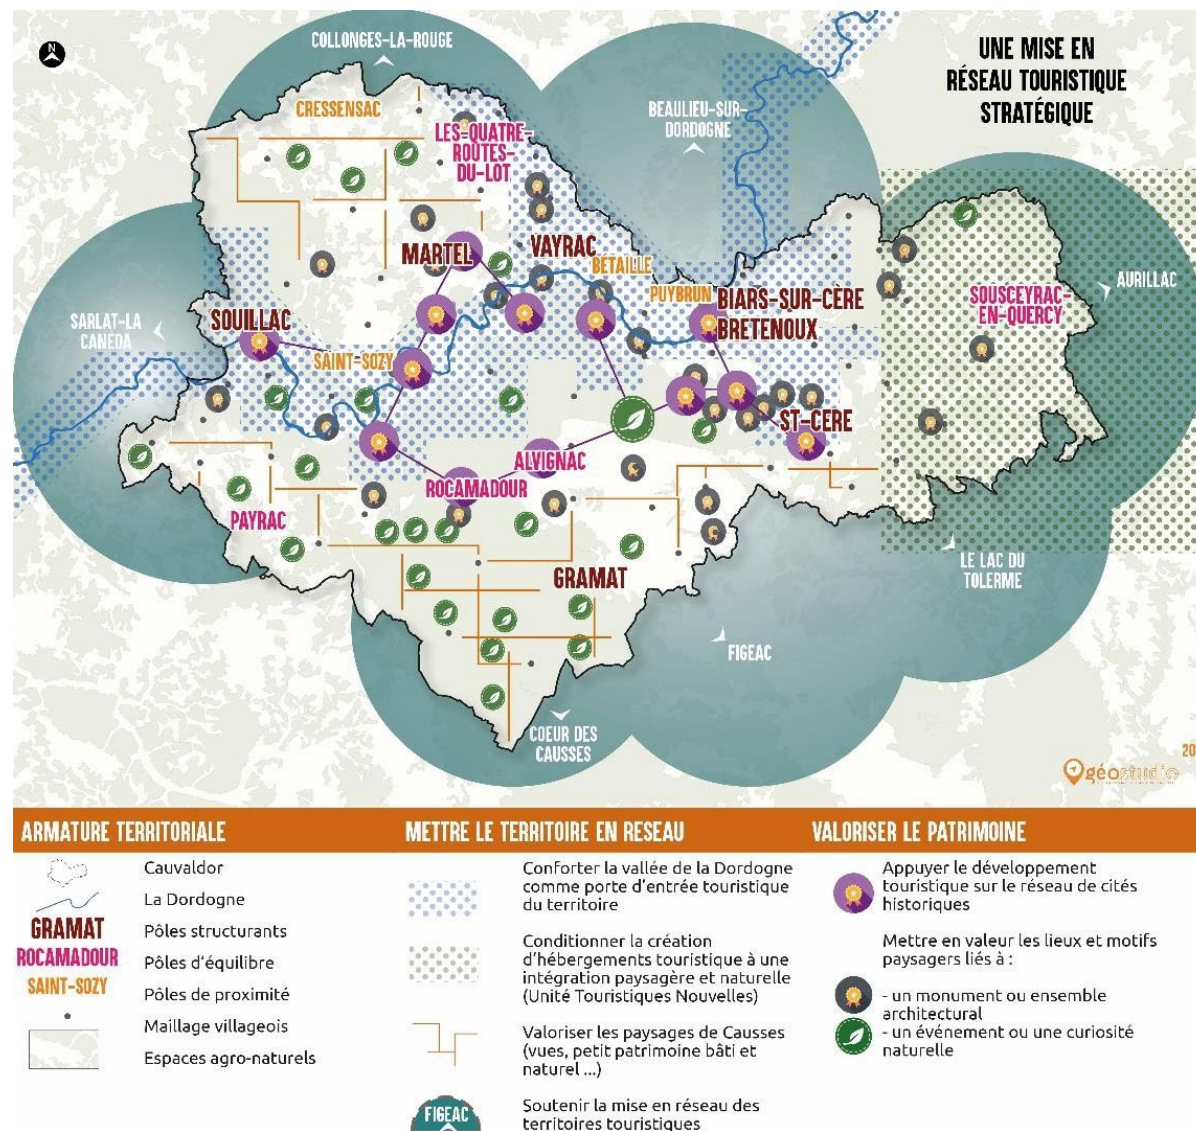 UNE MISE EN
RÉSEAU TOURISTIQUE
STRATÉGIQUE
N
COLLONGES-LA-ROUGE
CRESSENSAC
LES-QUATRE-
ROUTES-
DU-LOT
BEAULIEU-SUR-
DORDOGNE
MARTEL
VAYRAC
BÉTAILLE
PUYBRUN
BIARS-SUR-CÈRE
BRETENOUX
SOUSCEYRAC-
EN-QUERCY
AURILLAC
SARLAT-LA
CANÉDA
SOUILLAC
SAINT-SOZY
ST-CERE
ALVIGNAC
ROCAMADOUR
PAYRAC
GRAMAT
LE LAC DU
TOLERME
FIGEAC
COEUR DES
CAUSSES
20
géostudio
ARMATURE TERRITORIALE
Cauvaldor
La Dordogne
GRAMAT Pôles structurants
ROCAMADOUR Pôles d'équilibre
SAINT-SOZY Pôles de proximité
Maillage villageois
Espaces agro-naturels
METTRE LE TERRITOIRE EN RESEAU
Conforter la vallée de la Dordogne
comme porte d'entrée touristique
du territoire
Conditionner la création
d'hébergements touristique à une
intégration paysagère et naturelle
(Unité Touristiques Nouvelles)
Valoriser les paysages de Causses
(vues, petit patrimoine bâti et
naturel ...)
FIGEAC
Soutenir la mise en réseau des
territoires touristiques
VALORISER LE PATRIMOINE
Appuyer le développement
touristique sur le réseau de cités
historiques
Mettre en valeur les lieux et motifs
paysagers liés à :
- un monument ou ensemble
architectural
- un événement ou une curiosité
naturelle